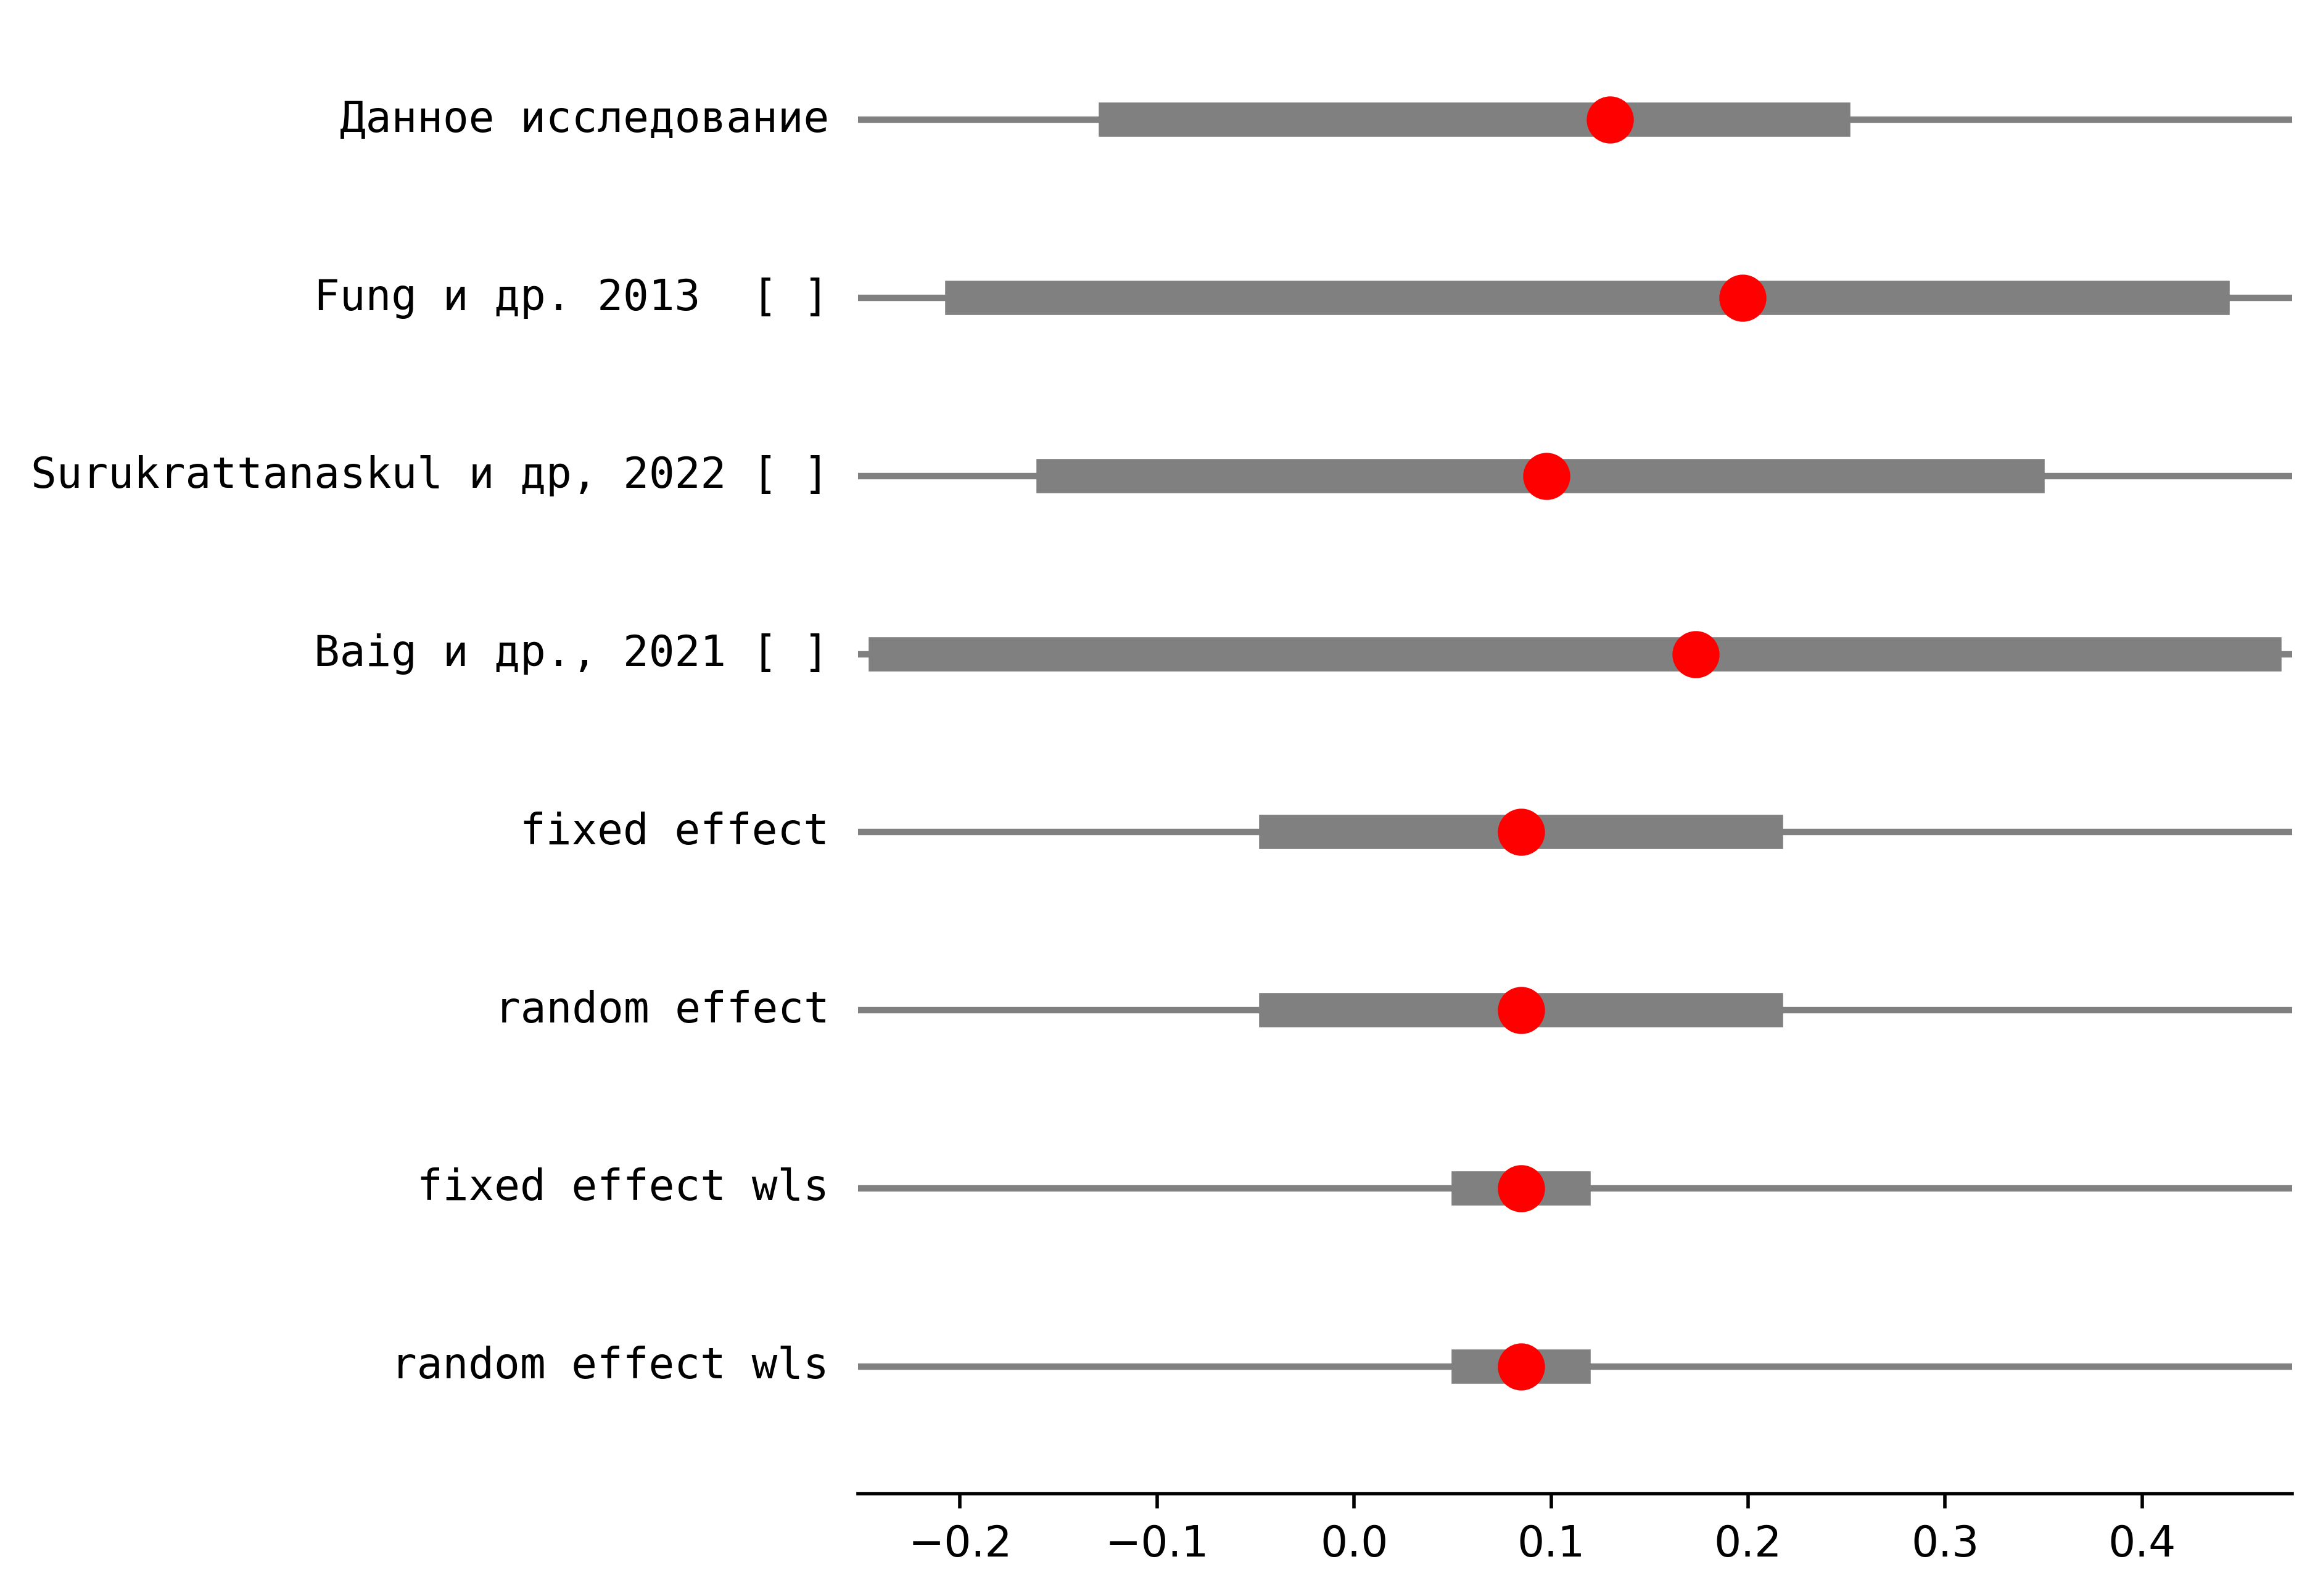 Данное исследование
Fung и др. 2013  [ ]
Surukrattanaskul и др, 2022 [ ]
Baig и др., 2021 [ ]
fixed effect
random effect
fixed effect wls
random effect wls
−0.2 −0.1 0.0 0.1 0.2 0.3 0.4